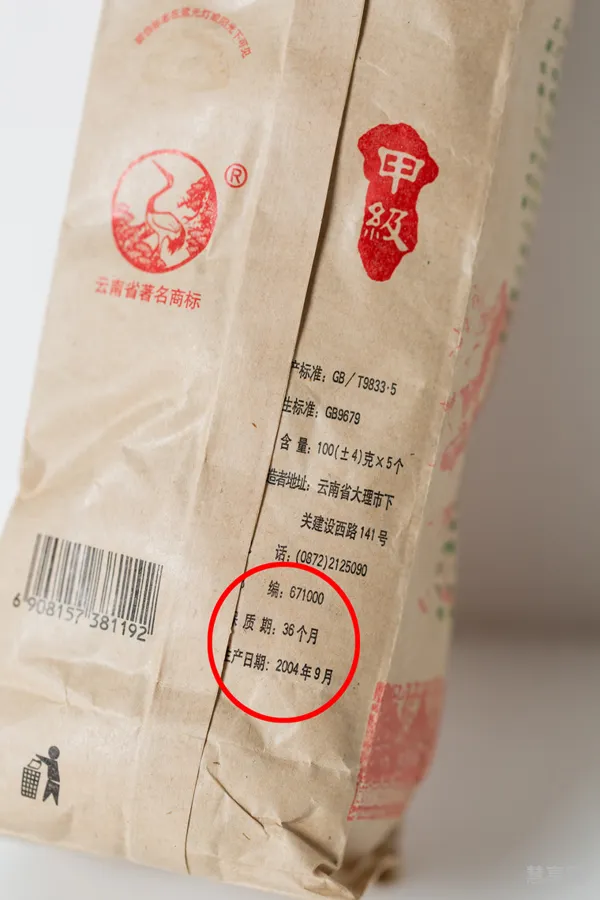 ®
云南省著名商标
甲級
产标准：GB／T9833·5
生标准：GB9679
含 量：100(±4)克×5个
造者地址：云南省大理市下
关建设西路141号
话：(0872)2125090
编：671000
质 期：36个月
生产日期：2004年9月
6 908157 381192